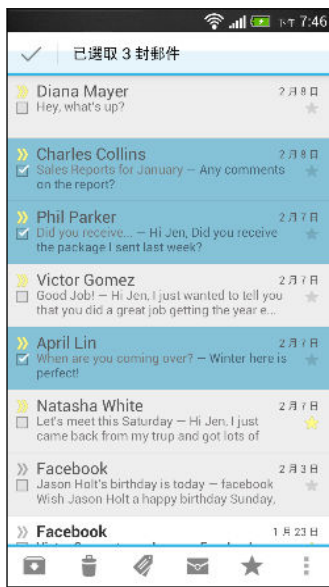 下午 7:46
已選取 3 封郵件
Diana Mayer 2 月 8 日
Hey, what's up?
Charles Collins 2 月 8 日
Sales Reports for January — Any comments
on the report?
Phil Parker 2 月 7 日
Did you receive... — Hi Jen, Did you receive
the package I sent last week?
Victor Gomez 2 月 7 日
Good Job! — Hi Jen, I just wanted to tell you
that you did a great job getting the year e...
April Lin 2 月 7 日
When are you coming over? — Winter here is
perfect!
Natasha White 2 月 7 日
Let's meet this Saturday — Hi Jen, I just
came back from my trup and got lots of
Facebook 2 月 3 日
Jason Holt's birthday is today — facebook
Wish Jason Holt a happy birthday Sunday,
Facebook 1 月 23 日